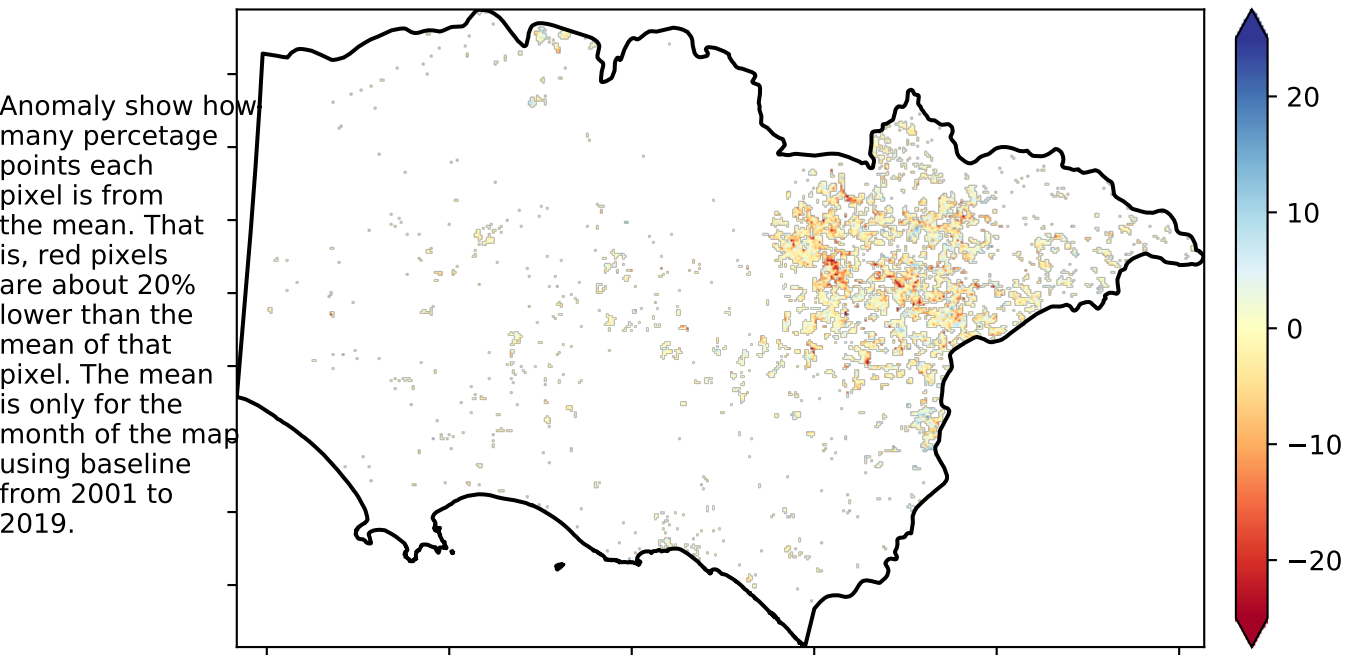 Anomaly show how
many percetage
points each
pixel is from
the mean. That
is, red pixels
are about 20%
lower than the
mean of that
pixel. The mean
is only for the
month of the map
using baseline
from 2001 to
2019.
20
10
0
−10
−20